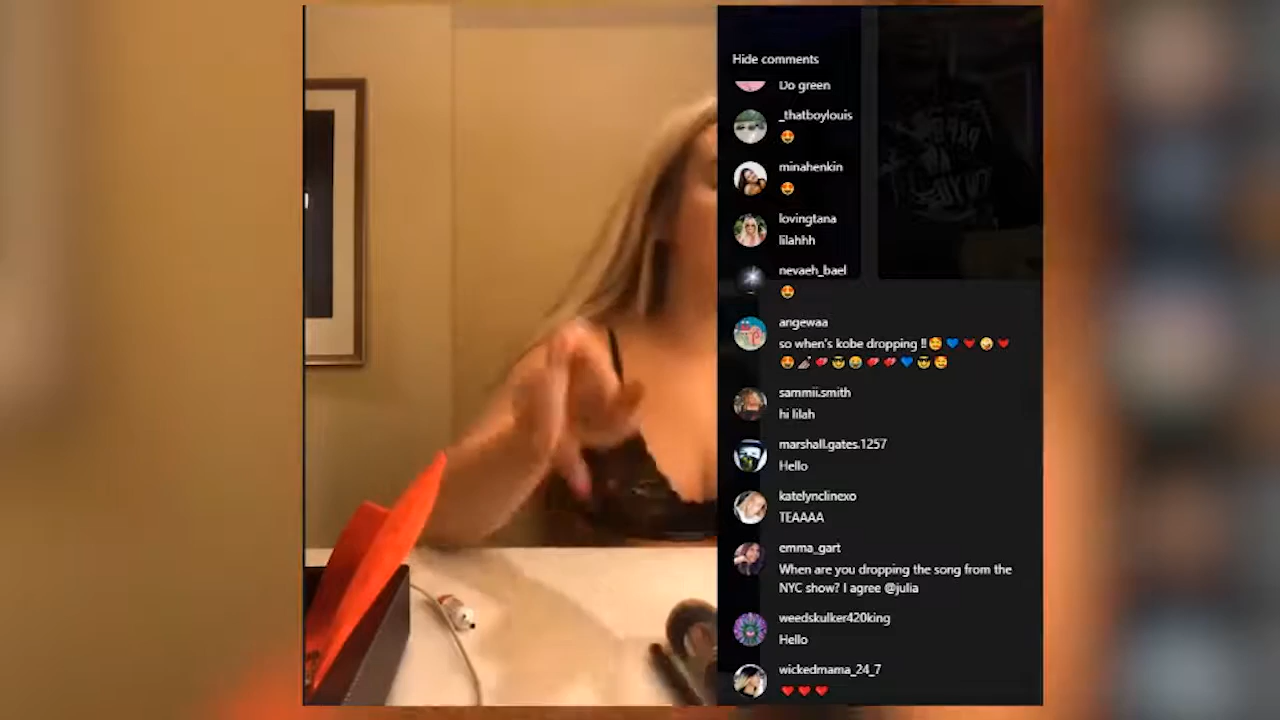 Hide comments
Do green
_thatboylouis
😍
minahenkin
😍
lovingtana
lilahhh
nevaeh_bael
😍
angewaa
so when's kobe dropping !!🥰💙❤️🤪❤️
sammii.smith
hi lilah
marshall.gates.1257
Hello
katelynclinexo
TEAAAA
emma_gart
When are you dropping the song from the
NYC show? I agree @julia
weedskulker420king
Hello
wickedmama_24_7
❤️❤️❤️